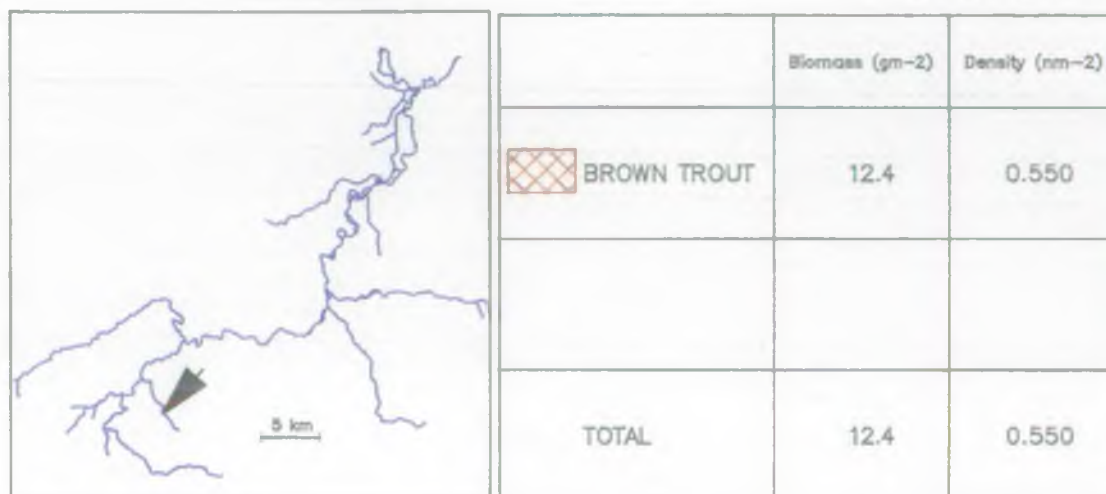 Biomass (gm-2) Density (nm-2)
BROWN TROUT 12.4 0.550
TOTAL 12.4 0.550
5 km